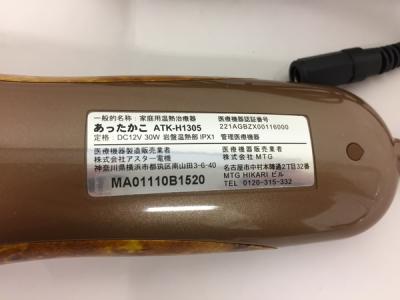 一般的名称：家庭用温熱治療器
医療機器認証番号
あったかこ ATK-H1305
221AGBZX00116000
定格：DC12V 30W 岩盤温熱部 IPX1
管理医療機器
医療機器製造販売業者
医療機器販売業者
株式会社アスター電機
株式会社 MTG
神奈川県横浜市都筑区南山田3-6-40
名古屋市中村本陣通2丁目32番
MTG HIKARI ビル
MA01110B1520
TEL 0120-315-332